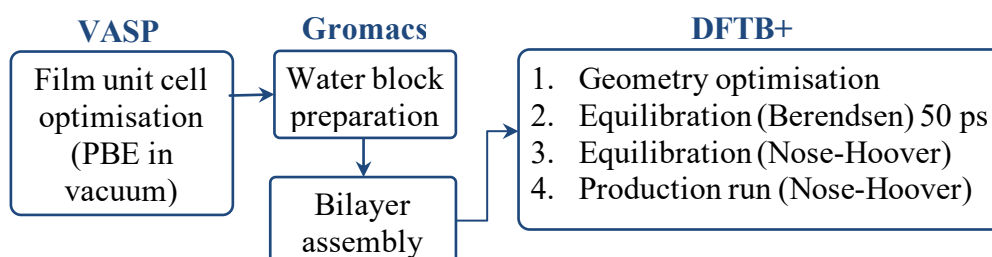 VASP
Film unit cell
optimisation
(PBE in
vacuum)
Gromacs
Water block
preparation
Bilayer
assembly
DFTB+
1. Geometry optimisation
2. Equilibration (Berendsen) 50 ps
3. Equilibration (Nose-Hoover)
4. Production run (Nose-Hoover)